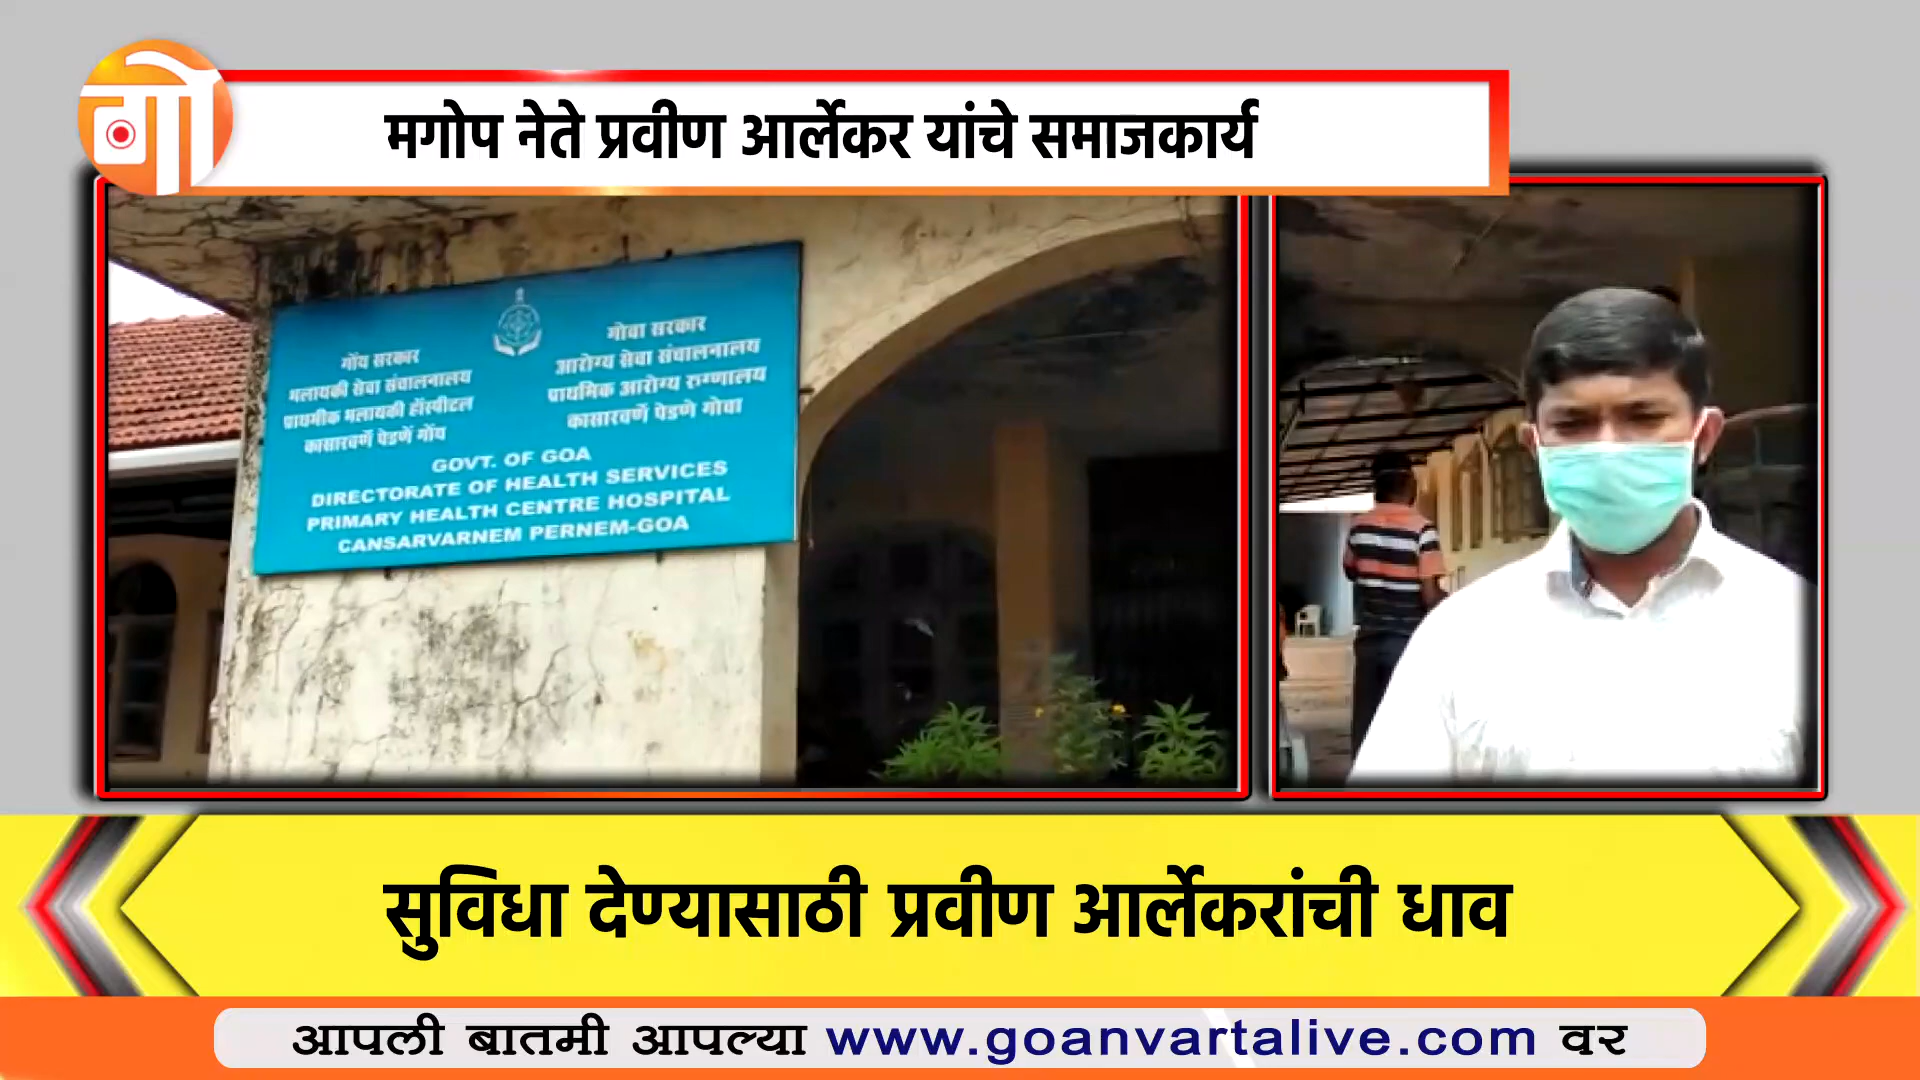 गो
मगोप नेते प्रवीण आर्लेकर यांचे समाजकार्य
गोंय सरकार
भलायकी सेवा संचालनालय
प्राथमीक भलायकी हॉस्पीटल
कासारवर्णें पेडणें गोंय
गोवा सरकार
आरोग्य सेवा संचालनालय
प्राथमिक आरोग्य रुग्णालय
कासारवर्णें पेडणे गोवा
GOVT. OF GOA
DIRECTORATE OF HEALTH SERVICES
PRIMARY HEALTH CENTRE HOSPITAL
CANSARVARNEM PERNEM-GOA
सुविधा देण्यासाठी प्रवीण आर्लेकरांची धाव
आपली बातमी आपल्या www.goanvartalive.com वर